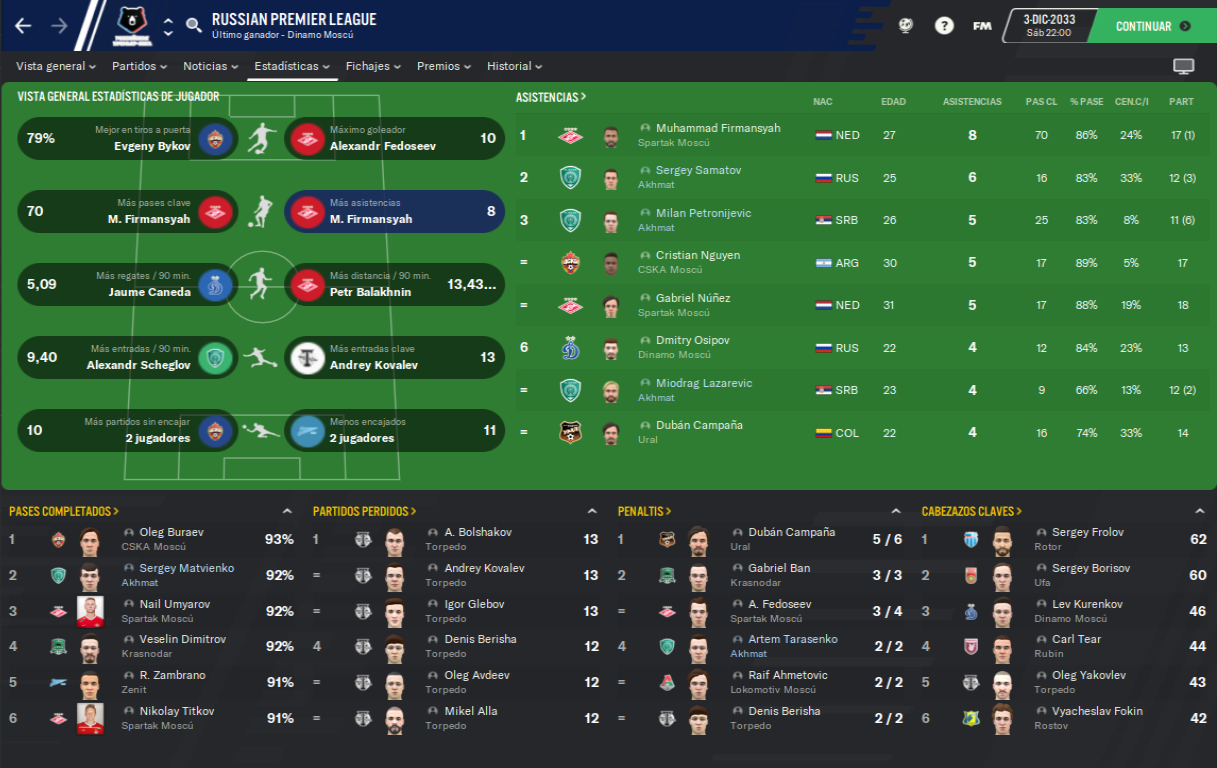 RUSSIAN PREMIER LEAGUE
Último ganador - Dinamo Moscú
FM
3-DIC-2033
Sáb 22:00
CONTINUAR
Vista general
Partidos
Noticias
Estadísticas
Fichajes
Premios
Historial
VISTA GENERAL ESTADÍSTICAS DE JUGADOR
79%
Mejor en tiros a puerta
Evgeny Bykov
Máximo goleador
Alexandr Fedoseev
10
70
Más pases clave
M. Firmansyah
Más asistencias
M. Firmansyah
8
5,09
Más regates / 90 min.
Jaume Caneda
Más distancia / 90 min.
Petr Balakhnin
13,43...
9,40
Más entradas / 90 min.
Alexandr Scheglov
Más entradas clave
Andrey Kovalev
13
10
Más partidos sin encajar
2 jugadores
Menos encajados
2 jugadores
11
ASISTENCIAS >
NAC EDAD ASISTENCIAS PAS CL % PASE CEN.C/I PART
1 Muhammad Firmansyah NED 27 8 70 86% 24% 17 (1)
Spartak Moscú
2 Sergey Samatov RUS 25 6 16 83% 33% 12 (3)
Akhmat
3 Milan Petronijevic SRB 26 5 25 83% 8% 11 (6)
Akhmat
= Cristian Nguyen ARG 30 5 17 89% 5% 17
CSKA Moscú
= Gabriel Núñez NED 31 5 17 88% 19% 18
Spartak Moscú
6 Dmitry Osipov RUS 22 4 12 84% 23% 13
Dinamo Moscú
= Miodrag Lazarevic SRB 23 4 9 66% 13% 12 (2)
Akhmat
= Dubán Campaña COL 22 4 16 74% 33% 14
Ural
PASES COMPLETADOS >
1 Oleg Buraev 93%
CSKA Moscú
2 Sergey Matvienko 92%
Akhmat
3 Nail Umyarov 92%
Spartak Moscú
4 Veselin Dimitrov 92%
Krasnodar
5 R. Zambrano 91%
Zenit
6 Nikolay Titkov 91%
Spartak Moscú
PARTIDOS PERDIDOS >
1 A. Bolshakov 13
Torpedo
= Andrey Kovalev 13
Torpedo
= Igor Glebov 13
Torpedo
4 Denis Berisha 12
Torpedo
= Oleg Avdeev 12
Torpedo
= Mikel Alla 12
Torpedo
PENALTIS >
1 Dubán Campaña 5 / 6
Ural
2 Gabriel Ban 3 / 3
Krasnodar
= A. Fedoseev 3 / 4
Spartak Moscú
4 Artem Tarasenko 2 / 2
Akhmat
= Raif Ahmetovic 2 / 2
Lokomotiv Moscú
= Denis Berisha 2 / 2
Torpedo
CABEZAZOS CLAVES >
1 Sergey Frolov 62
Rotor
2 Sergey Borisov 60
Ufa
3 Lev Kurenkov 46
Dinamo Moscú
4 Carl Tear 44
Rubin
5 Oleg Yakovlev 43
Torpedo
6 Vyacheslav Fokin 42
Rostov